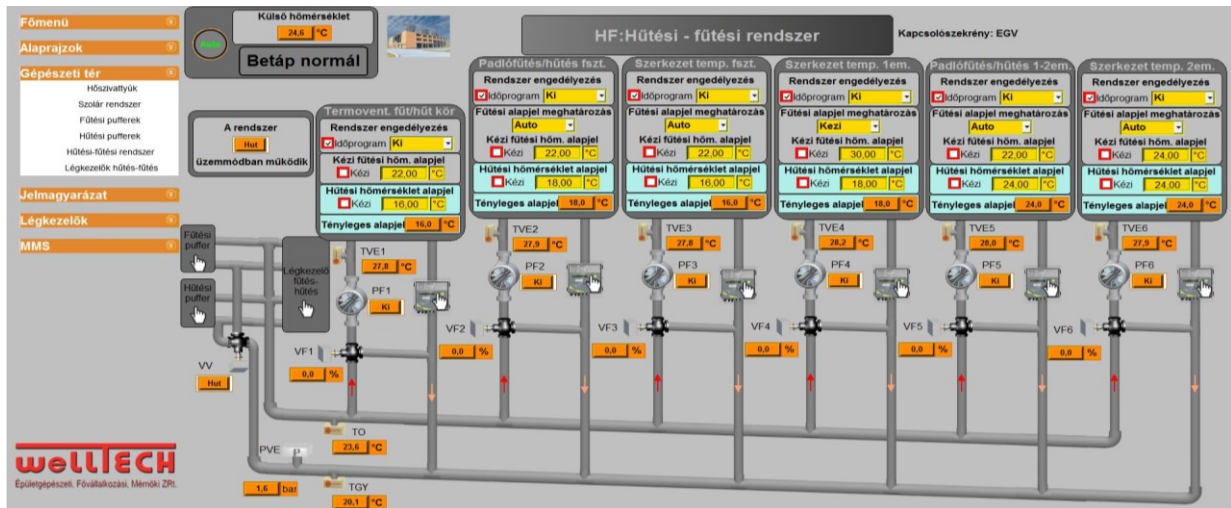 Főmenü
Alaprajzok
Gépészeti tér
Hőszivattyúk
Szolár rendszer
Fűtési pufferek
Hűtési pufferek
Hűtési-fűtési rendszer
Légkezelők hűtés-fűtés
Jelmagyarázat
Légkezelők
MMS
Auto
Külső hőmérséklet
24,6 °C
Betáp normál
HF:Hűtési - fűtési rendszer
Kapcsolószekrény: EGV
A rendszer
Hut
üzemmódban működik
Termovent. fűt/hűt kör
Rendszer engedélyezés
Időprogram Ki
Kézi fűtési höm. alapjel
Kézi 22,00 °C
Hűtési hömérséklet alapjel
Kézi 16,00 °C
Tényleges alapjel 16,0 °C
Padlófűtés/hűtés fszt.
Rendszer engedélyezés
Időprogram Ki
Fűtési alapjel meghatározás
Auto
Kézi fűtési höm. alapjel
Kézi 22,00 °C
Hűtési hömérséklet alapjel
Kézi 18,00 °C
Tényleges alapjel 18,0 °C
Szerkezet temp. fszt.
Rendszer engedélyezés
Időprogram Ki
Fűtési alapjel meghatározás
Auto
Kézi fűtési höm. alapjel
Kézi 22,00 °C
Hűtési hömérséklet alapjel
Kézi 16,00 °C
Tényleges alapjel 16,0 °C
Szerkezet temp. 1em.
Rendszer engedélyezés
Időprogram Ki
Fűtési alapjel meghatározás
Kezi
Kézi fűtési höm. alapjel
Kézi 30,00 °C
Hűtési hömérséklet alapjel
Kézi 18,00 °C
Tényleges alapjel 18,0 °C
Padlófűtés/hűtés 1-2em.
Rendszer engedélyezés
Időprogram Ki
Fűtési alapjel meghatározás
Auto
Kézi fűtési höm. alapjel
Kézi 22,00 °C
Hűtési hömérséklet alapjel
Kézi 24,00 °C
Tényleges alapjel 24,0 °C
Szerkezet temp. 2em.
Rendszer engedélyezés
Időprogram Ki
Fűtési alapjel meghatározás
Auto
Kézi fűtési höm. alapjel
Kézi 24,00 °C
Hűtési hömérséklet alapjel
Kézi 24,00 °C
Tényleges alapjel 24,0 °C
Fűtési
puffer
Hűtési
puffer
Légkezelő
fűtés-
hűtés
TVE1
27,8 °C
PF1
Ki
VF1
0,0 %
TVE2
27,9 °C
PF2
Ki
VF2
0,0 %
TVE3
27,8 °C
PF3
Ki
VF3
0,0 %
TVE4
28,2 °C
PF4
Ki
VF4
0,0 %
TVE5
28,0 °C
PF5
Ki
VF5
0,0 %
TVE6
27,9 °C
PF6
Ki
VF6
0,0 %
VV
Hut
TO
23,6 °C
PVE
P
1,6 bar
TGY
20,1 °C
wellTECH
Épületgépészeti, Fővállalkozási, Mérnöki ZRt.